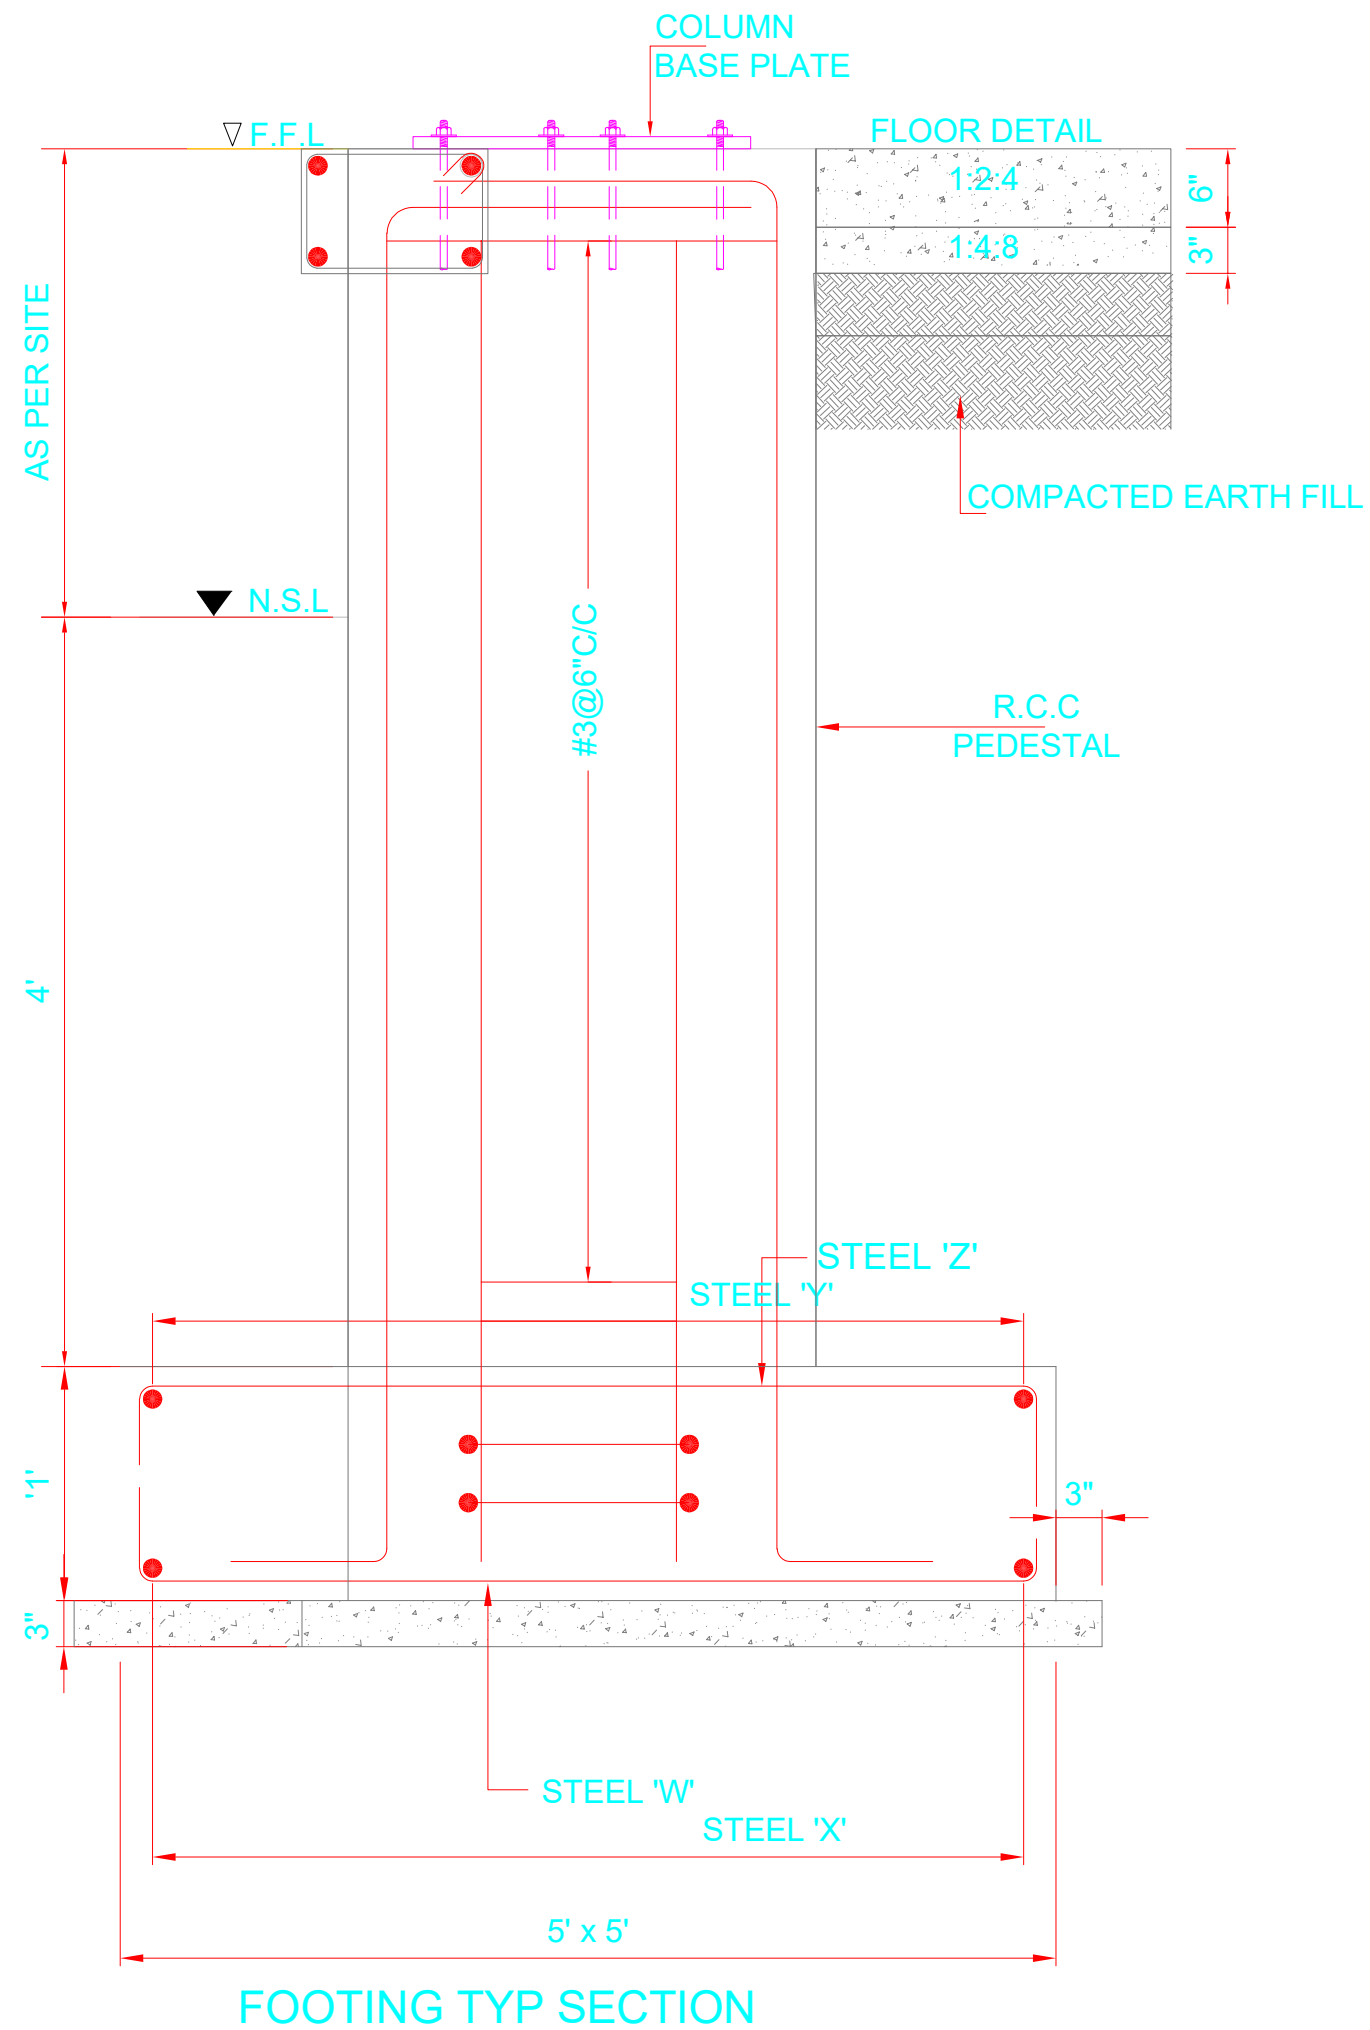 COLUMN
BASE PLATE
F.F.L
FLOOR DETAIL
1:2:4
6"
1:4:8
3"
AS PER SITE
COMPACTED EARTH FILL
N.S.L
#3@6"C/C
R.C.C
PEDESTAL
4'
STEEL 'Z'
STEEL 'Y'
'1'
3"
3"
STEEL 'W'
STEEL 'X'
5' x 5'
FOOTING TYP SECTION